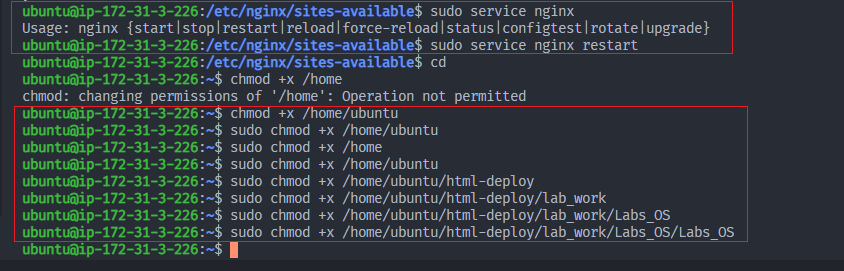 ubuntu@ip-172-31-3-226:/etc/nginx/sites-available$ sudo service nginx
Usage: nginx {start|stop|restart|reload|force-reload|status|configtest|rotate|upgrade}
ubuntu@ip-172-31-3-226:/etc/nginx/sites-available$ sudo service nginx restart
ubuntu@ip-172-31-3-226:/etc/nginx/sites-available$ cd
ubuntu@ip-172-31-3-226:~$ chmod +x /home
chmod: changing permissions of '/home': Operation not permitted
ubuntu@ip-172-31-3-226:~$ chmod +x /home/ubuntu
ubuntu@ip-172-31-3-226:~$ sudo chmod +x /home/ubuntu
ubuntu@ip-172-31-3-226:~$ sudo chmod +x /home
ubuntu@ip-172-31-3-226:~$ sudo chmod +x /home/ubuntu
ubuntu@ip-172-31-3-226:~$ sudo chmod +x /home/ubuntu/html-deploy
ubuntu@ip-172-31-3-226:~$ sudo chmod +x /home/ubuntu/html-deploy/lab_work
ubuntu@ip-172-31-3-226:~$ sudo chmod +x /home/ubuntu/html-deploy/lab_work/Labs_OS
ubuntu@ip-172-31-3-226:~$ sudo chmod +x /home/ubuntu/html-deploy/lab_work/Labs_OS/Labs_OS
ubuntu@ip-172-31-3-226:~$